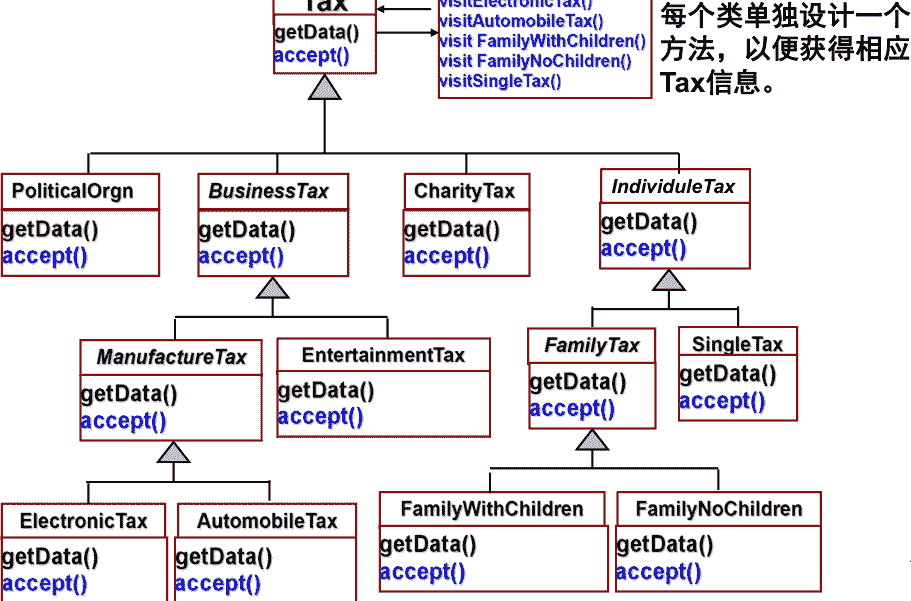 Tax
getData()
accept()
visitElectronicTax()
visitAutomobileTax()
visit FamilyWithChildren()
visit FamilyNoChildren()
visitSingleTax()
每个类单独设计一个
方法，以便获得相应
Tax信息。
PoliticalOrgn
getData()
accept()
BusinessTax
getData()
accept()
CharityTax
getData()
accept()
IndividuleTax
getData()
accept()
ManufactureTax
getData()
accept()
EntertainmentTax
getData()
accept()
FamilyTax
getData()
accept()
SingleTax
getData()
accept()
ElectronicTax
getData()
accept()
AutomobileTax
getData()
accept()
FamilyWithChildren
getData()
accept()
FamilyNoChildren
getData()
accept()